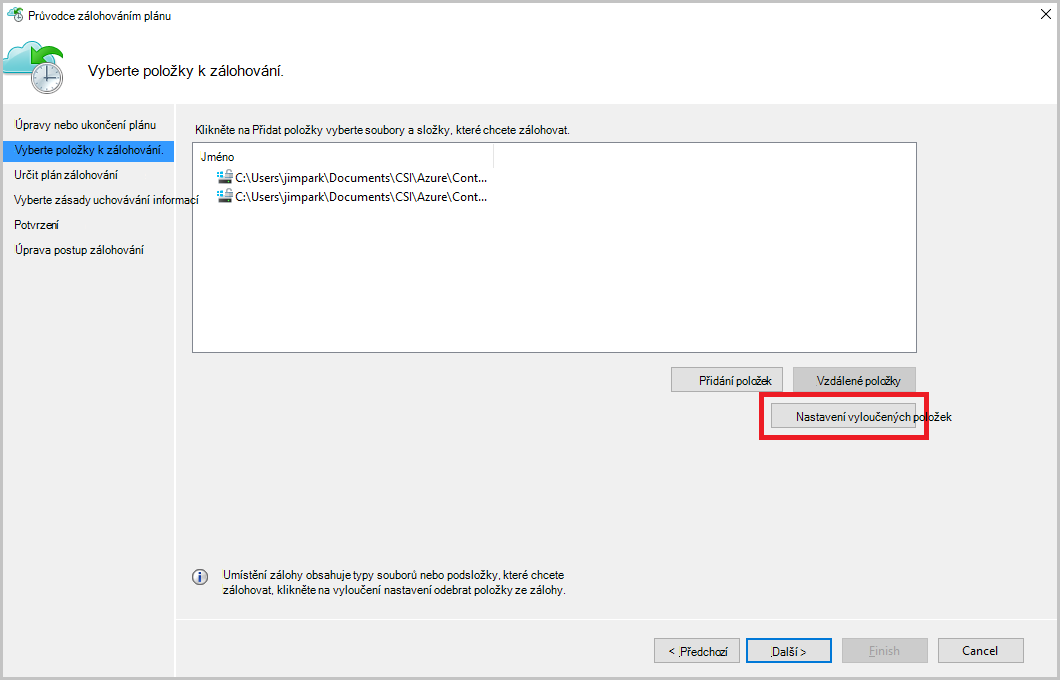 Průvodce zálohováním plánu
Vyberte položky k zálohování.
Úpravy nebo ukončení plánu
Vyberte položky k zálohování.
Určit plán zálohování
Vyberte zásady uchovávání informací
Potvrzení
Úprava postup zálohování
Klikněte na Přidat položky vyberte soubory a složky, které chcete zálohovat.
Jméno
C:\Users\jimpark\Documents\CSI\Azure\Cont...
C:\Users\jimpark\Documents\CSI\Azure\Cont...
Přidání položek
Vzdálené položky
Nastavení vyloučených položek
Umístění zálohy obsahuje typy souborů nebo podsložky, které chcete
zálohovat, klikněte na vyloučení nastavení odebrat položky ze zálohy.
< Předchozí
Další >
Finish
Cancel